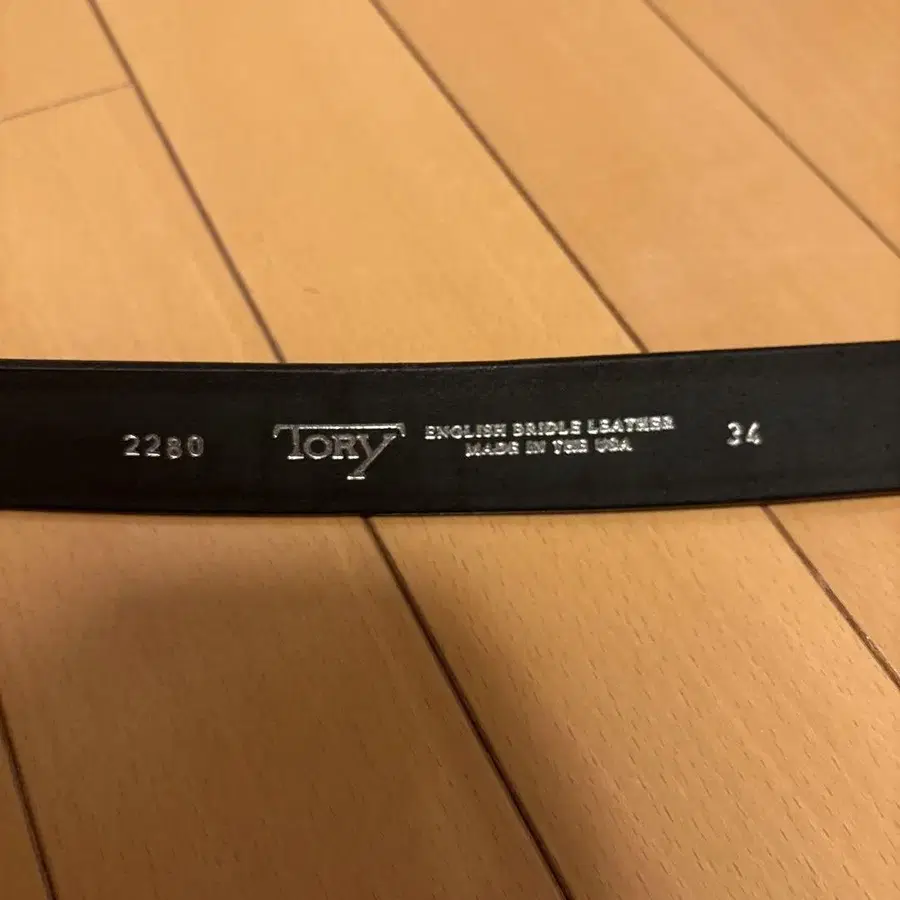 2280
TORY
ENGLISH BRIDLE LEATHER
MADE IN THE USA
34